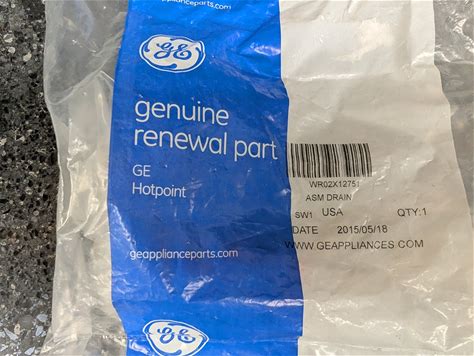 geapplianceparts.com
GE
genuine
renewal part
GE
Hotpoint
geapplianceparts.com
GE
WR02X12751
ASM DRAIN
SW1 USA QTY:1
DATE 2015/05/18
WWW.GEAPPLIANCES.COM